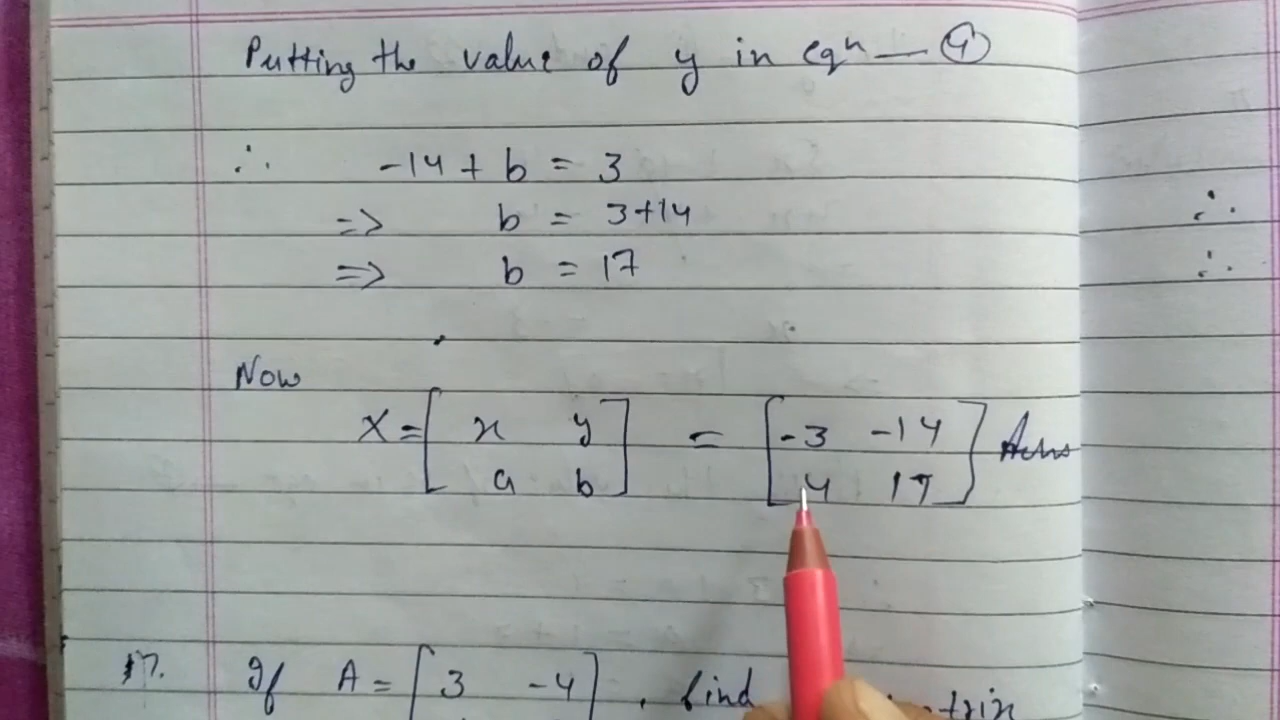 Putting the value of y in eqn — 4
∴ -14 + b = 3
=> b = 3+14
=> b = 17
∴
∴
Now
X = [ x y ] = [ -3 -14 ] Ans
[ a b ] [ 4 17 ]
17. If A = [ 3 -4 ] , find